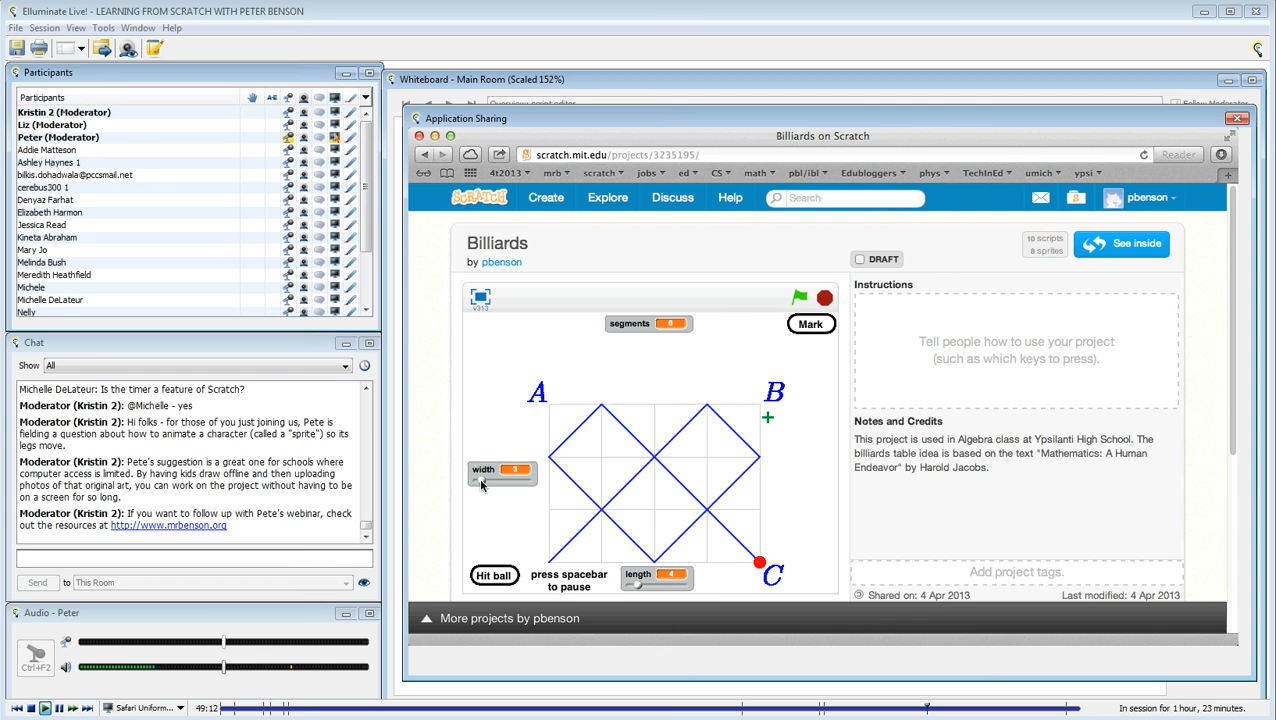 Elluminate Live! - LEARNING FROM SCRATCH WITH PETER BENSON
File Session View Tools Window Help
Participants
Participants
Kristin 2 (Moderator)
Liz (Moderator)
Peter (Moderator)
Addie Matteson
Ashley Haynes 1
bilkis.dohadwala@pccsmail.net
cerebus300 1
Denyaz Farhat
Elizabeth Harmon
Jessica Read
Kineta Abraham
Mary Jo
Melinda Bush
Meredith Heathfield
Michele
Michelle DeLateur
Nelly
Chat
Show All
Michelle DeLateur: Is the timer a feature of Scratch?
Moderator (Kristin 2): @Michelle - yes
Moderator (Kristin 2): Hi folks - for those of you just joining us, Pete is
fielding a question about how to animate a character (called a "sprite") so its
legs move.
Moderator (Kristin 2): Pete's suggestion is a great one for schools where
computer access is limited. By having kids draw offline and then uploading
photos of that original art, you can work on the project without having to be
on a screen for so long.
Moderator (Kristin 2): If you want to follow up with Pete's webinar, check
out the resources at http://www.mrbenson.org
Send to This Room
Audio - Peter
Ctrl+F2
Safari Uniform... 49:12
In session for 1 hour, 23 minutes.
Whiteboard - Main Room (Scaled 152%)
Overview: script editor
Follow Moderator
Application Sharing
Billiards on Scratch
scratch.mit.edu/projects/3235195/
Reader
4t2013 mrb scratch jobs ed CS math pbl/ibl Edubloggers phys TechInEd umich ypsi
SCRATCH Create Explore Discuss Help Search pbenson
Billiards
by pbenson
DRAFT
10 scripts
8 sprites
See inside
v313
segments 6
Mark
A
B
width 3
Hit ball
press spacebar
to pause
length 4
C
Instructions
Tell people how to use your project
(such as which keys to press).
Notes and Credits
This project is used in Algebra class at Ypsilanti High School. The
billiards table idea is based on the text "Mathematics: A Human
Endeavor" by Harold Jacobs.
Add project tags.
Shared on: 4 Apr 2013 Last modified: 4 Apr 2013
More projects by pbenson